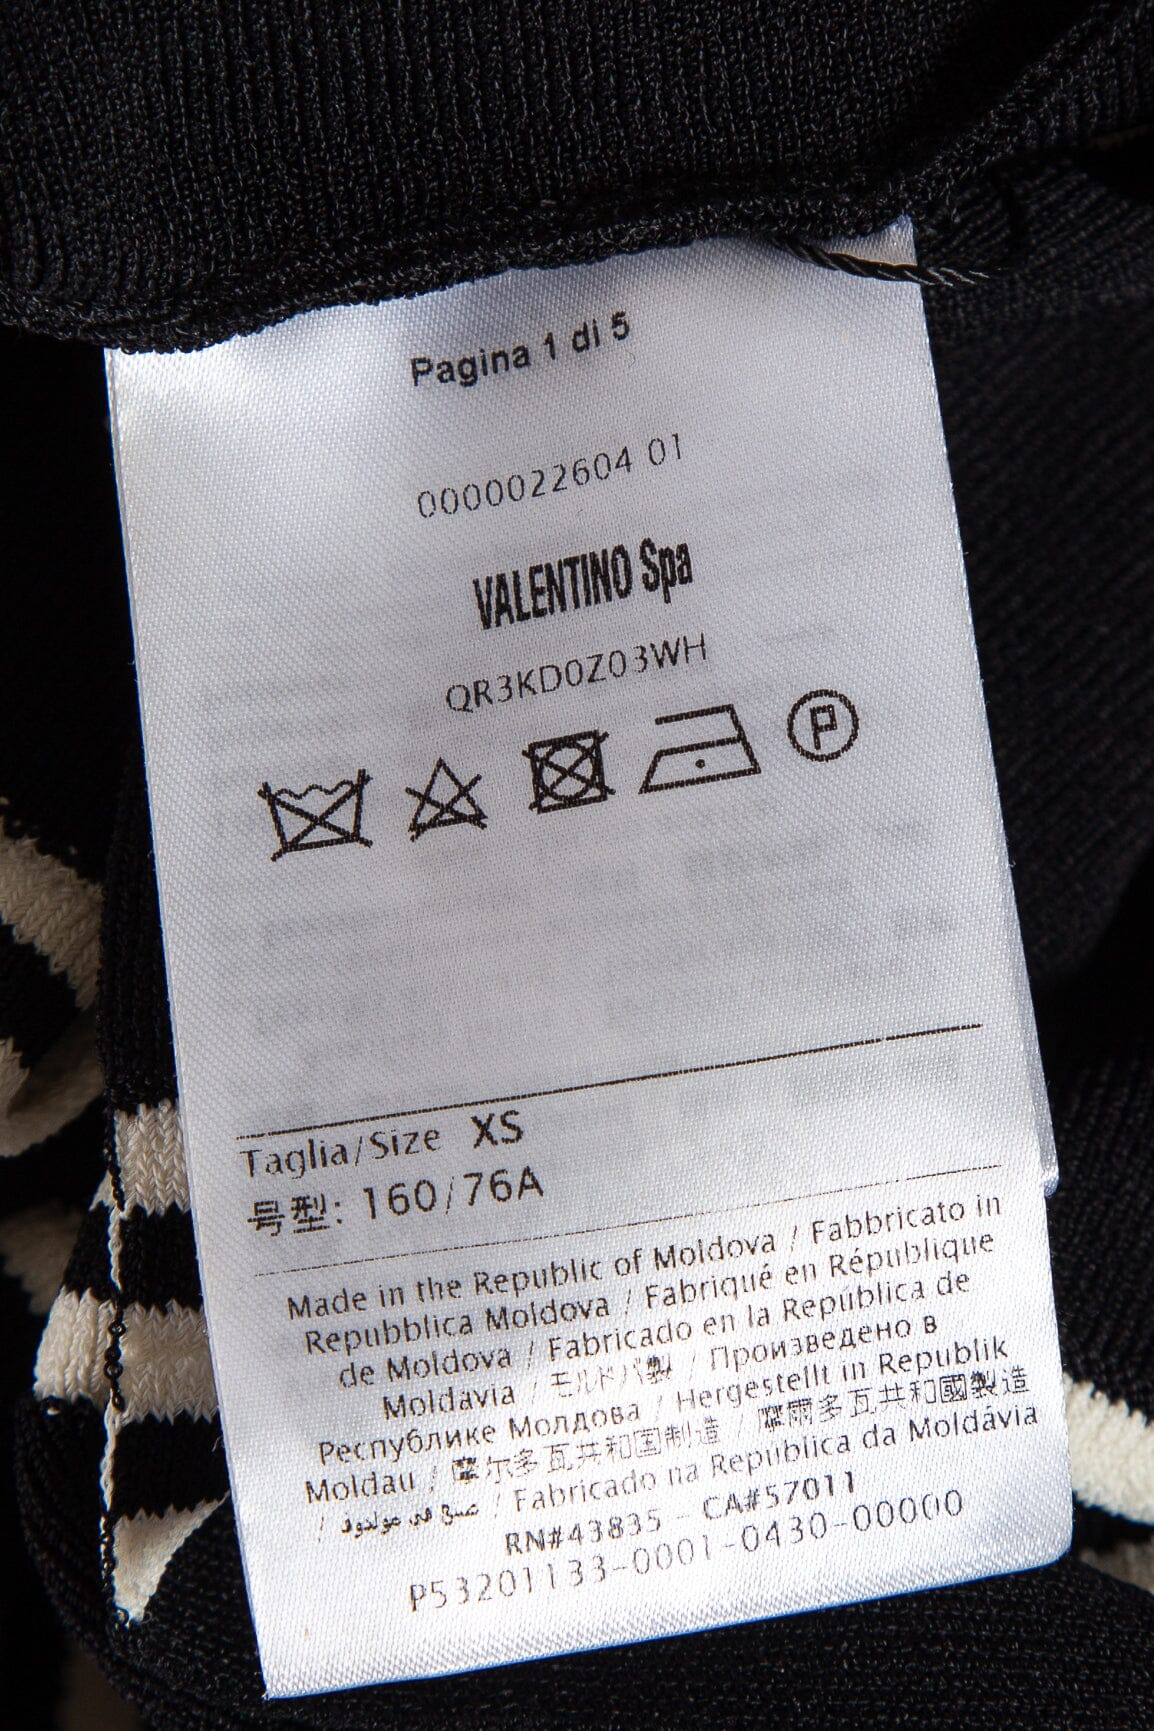 Pagina 1 di 5
0000022604 01
VALENTINO Spa
QR3KD0Z03WH
P
Taglia/Size XS
号型: 160/76A
Made in the Republic of Moldova / Fabbricato in
Repubblica Moldova / Fabriqué en République
de Moldova / Fabricado en la República de
Moldavia / モルドバ製 / Произведено в
Республике Молдова / Hergestellt in Republik
Moldau / 摩尔多瓦共和国制造 / 摩爾多瓦共和國製造
/ صنع في مولدوفا / Fabricado na República da Moldávia
RN#43835 - CA#57011
P53201133-0001-0430-00000